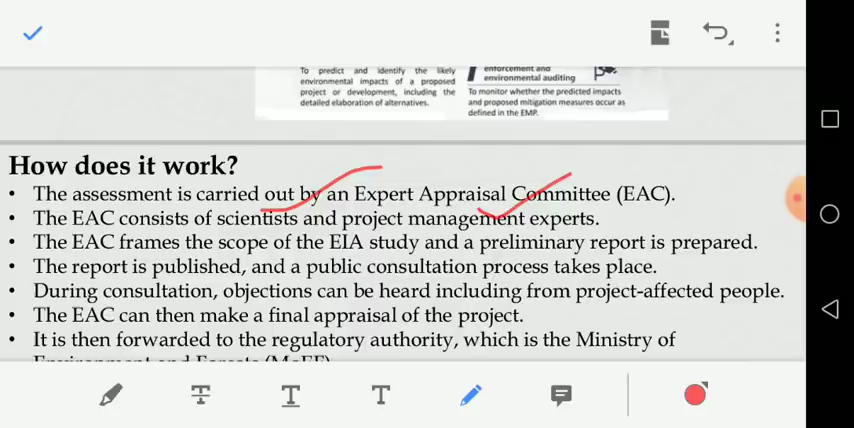 To predict and identify the likely
environmental impacts of a proposed
project or development, including the
detailed elaboration of alternatives.
enforcement and
environmental auditing
To monitor whether the predicted impacts
and proposed mitigation measures occur as
defined in the EMP.
How does it work?
• The assessment is carried out by an Expert Appraisal Committee (EAC).
• The EAC consists of scientists and project management experts.
• The EAC frames the scope of the EIA study and a preliminary report is prepared.
• The report is published, and a public consultation process takes place.
• During consultation, objections can be heard including from project-affected people.
• The EAC can then make a final appraisal of the project.
• It is then forwarded to the regulatory authority, which is the Ministry of
Environment and Forests (MoEF)
T T T